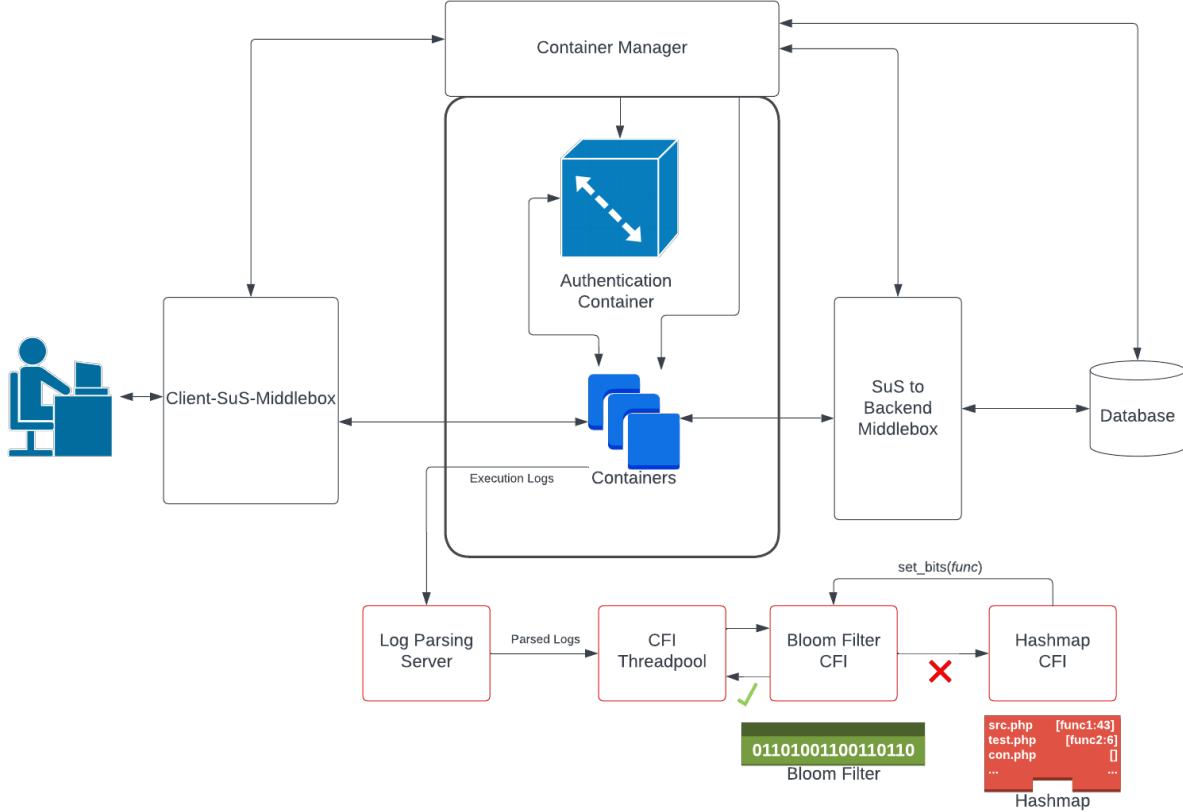 Container Manager
Authentication
Container
Client-SuS-Middlebox
SuS to
Backend
Middlebox
Database
Execution Logs
Containers
set_bits(func)
Log Parsing
Server
Parsed Logs
CFI
Threadpool
Bloom Filter
CFI
Hashmap
CFI
01101001100110110
Bloom Filter
src.php [func1:43]
test.php [func2:6]
con.php []
... ...
Hashmap